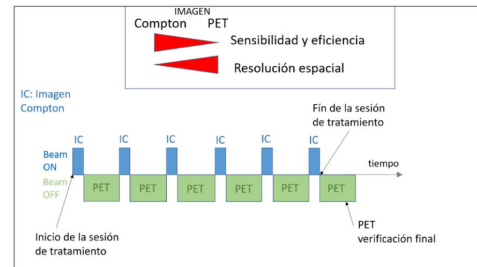 IMAGEN
Compton PET
Sensibilidad y eficiencia
Resolución espacial
IC: Imagen
Compton
Fín de la sesión
de tratamiento
IC IC IC IC IC IC
Beam
ON
tiempo
Beam
OFF
PET PET PET PET PET PET
Inicio de la sesión
de tratamiento
PET
verificación final